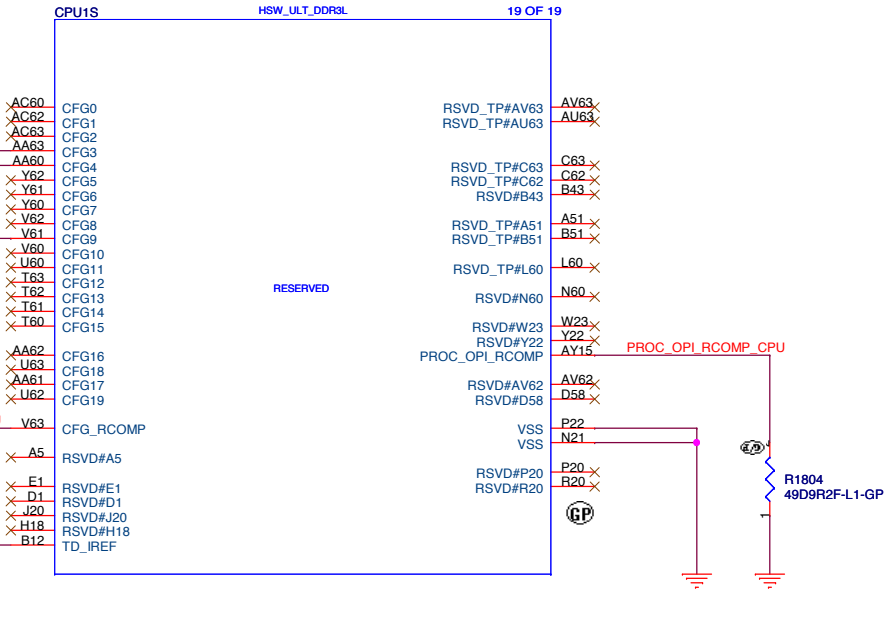 CPU1S HSW_ULT_DDR3L 19 OF 19
AC60 CFG0 RSVD_TP#AV63 AV63
AC62 CFG1 RSVD_TP#AU63 AU63
AC63 CFG2
AA63 CFG3
AA60 CFG4 RSVD_TP#C63 C63
Y62 CFG5 RSVD_TP#C62 C62
Y61 CFG6 RSVD#B43 B43
Y60 CFG7
V62 CFG8 RSVD_TP#A51 A51
V61 CFG9 RSVD_TP#B51 B51
V60 CFG10
U60 CFG11 RSVD_TP#L60 L60
T63 CFG12
RESERVED
T62 CFG13 RSVD#N60 N60
T61 CFG14
T60 CFG15 RSVD#W23 W23
RSVD#Y22 Y22
AA62 CFG16 PROC_OPI_RCOMP AY15 PROC_OPI_RCOMP_CPU
U63 CFG18
AA61 CFG17 RSVD#AV62 AV62
U62 CFG19 RSVD#D58 D58
V63 CFG_RCOMP VSS P22
VSS N21
A5 RSVD#A5
RSVD#P20 P20
E1 RSVD#E1 RSVD#R20 R20
D1 RSVD#D1
J20 RSVD#J20
H18 RSVD#H18
B12 TD_IREF
GP
R1804
49D9R2F-L1-GP
1